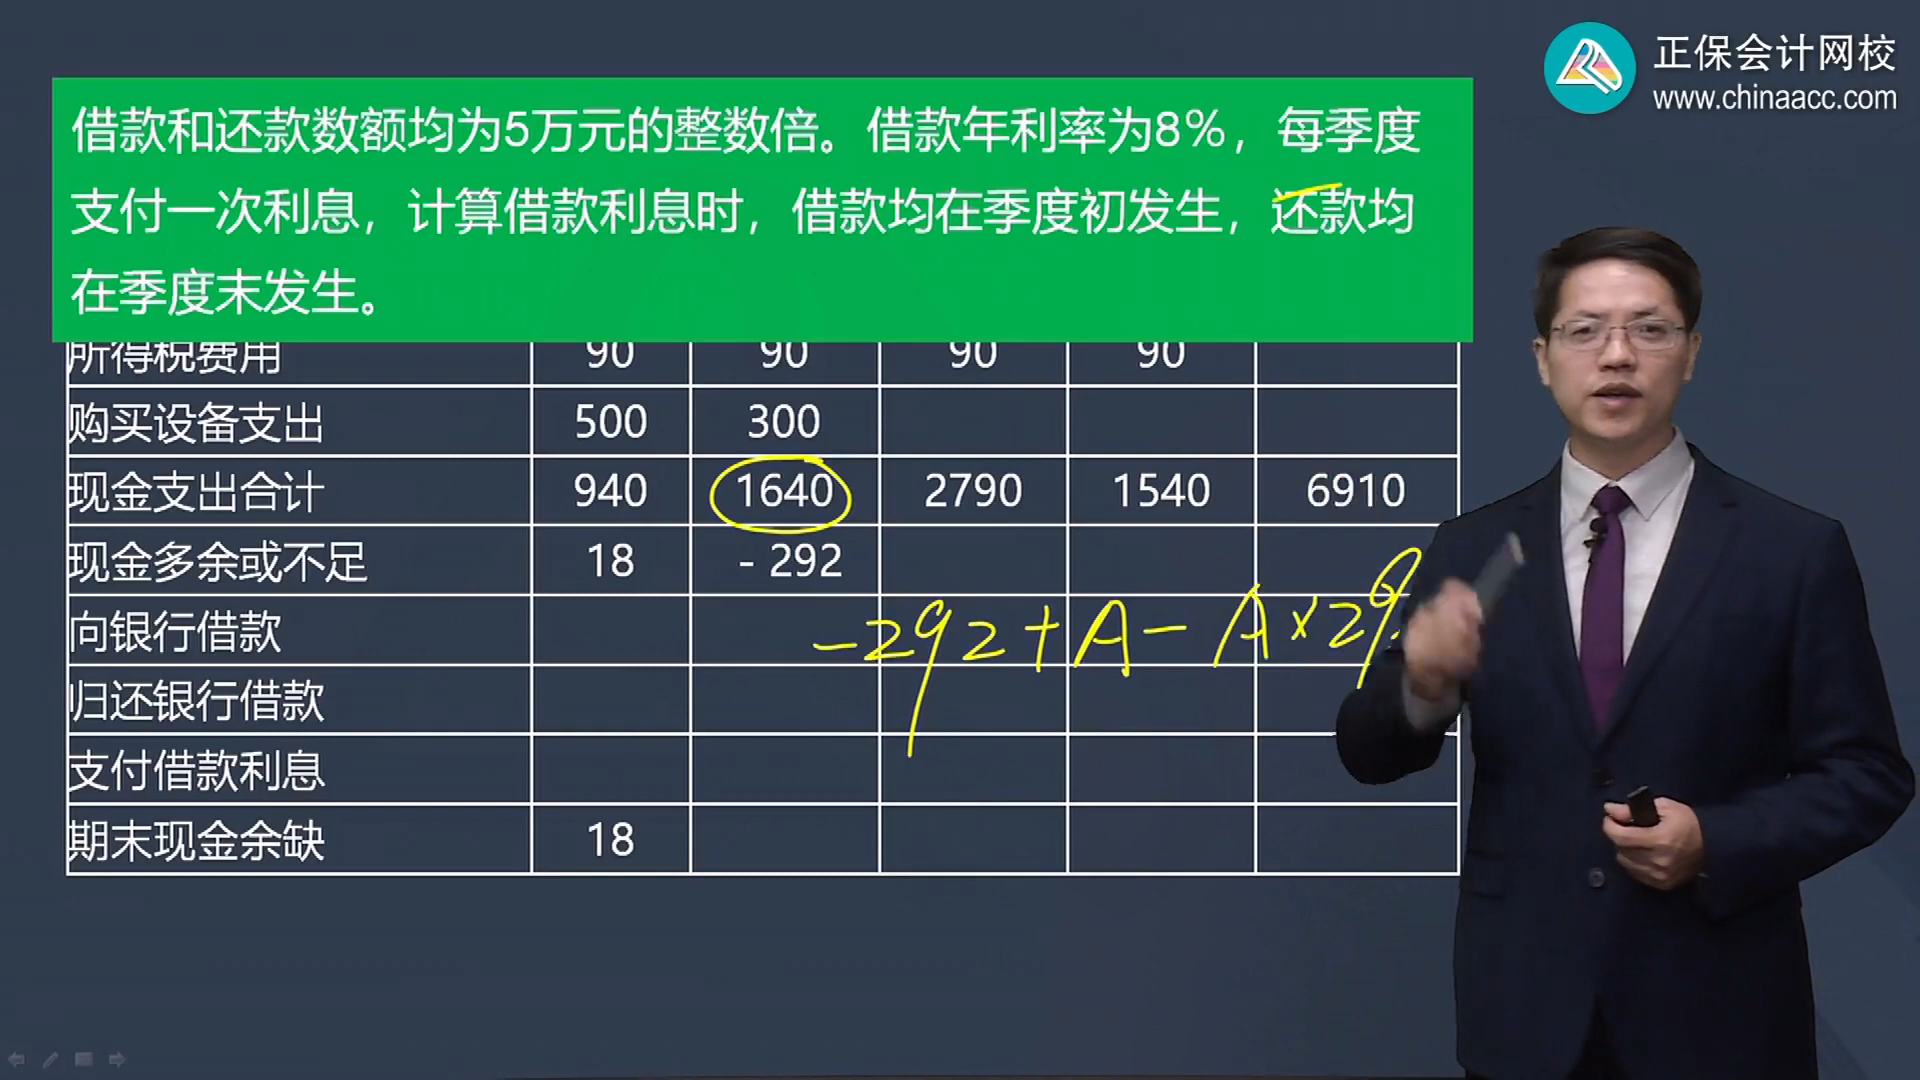 正保会计网校
www.chinaacc.com
借款和还款数额均为5万元的整数倍。借款年利率为8%，每季度
支付一次利息，计算借款利息时，借款均在季度初发生，还款均
在季度末发生。
所得税费用 90 90 90 90
购买设备支出 500 300
现金支出合计 940 1640 2790 1540 6910
现金多余或不足 18 - 292
向银行借款
-292+A-A×2%
归还银行借款
支付借款利息
期末现金余缺 18